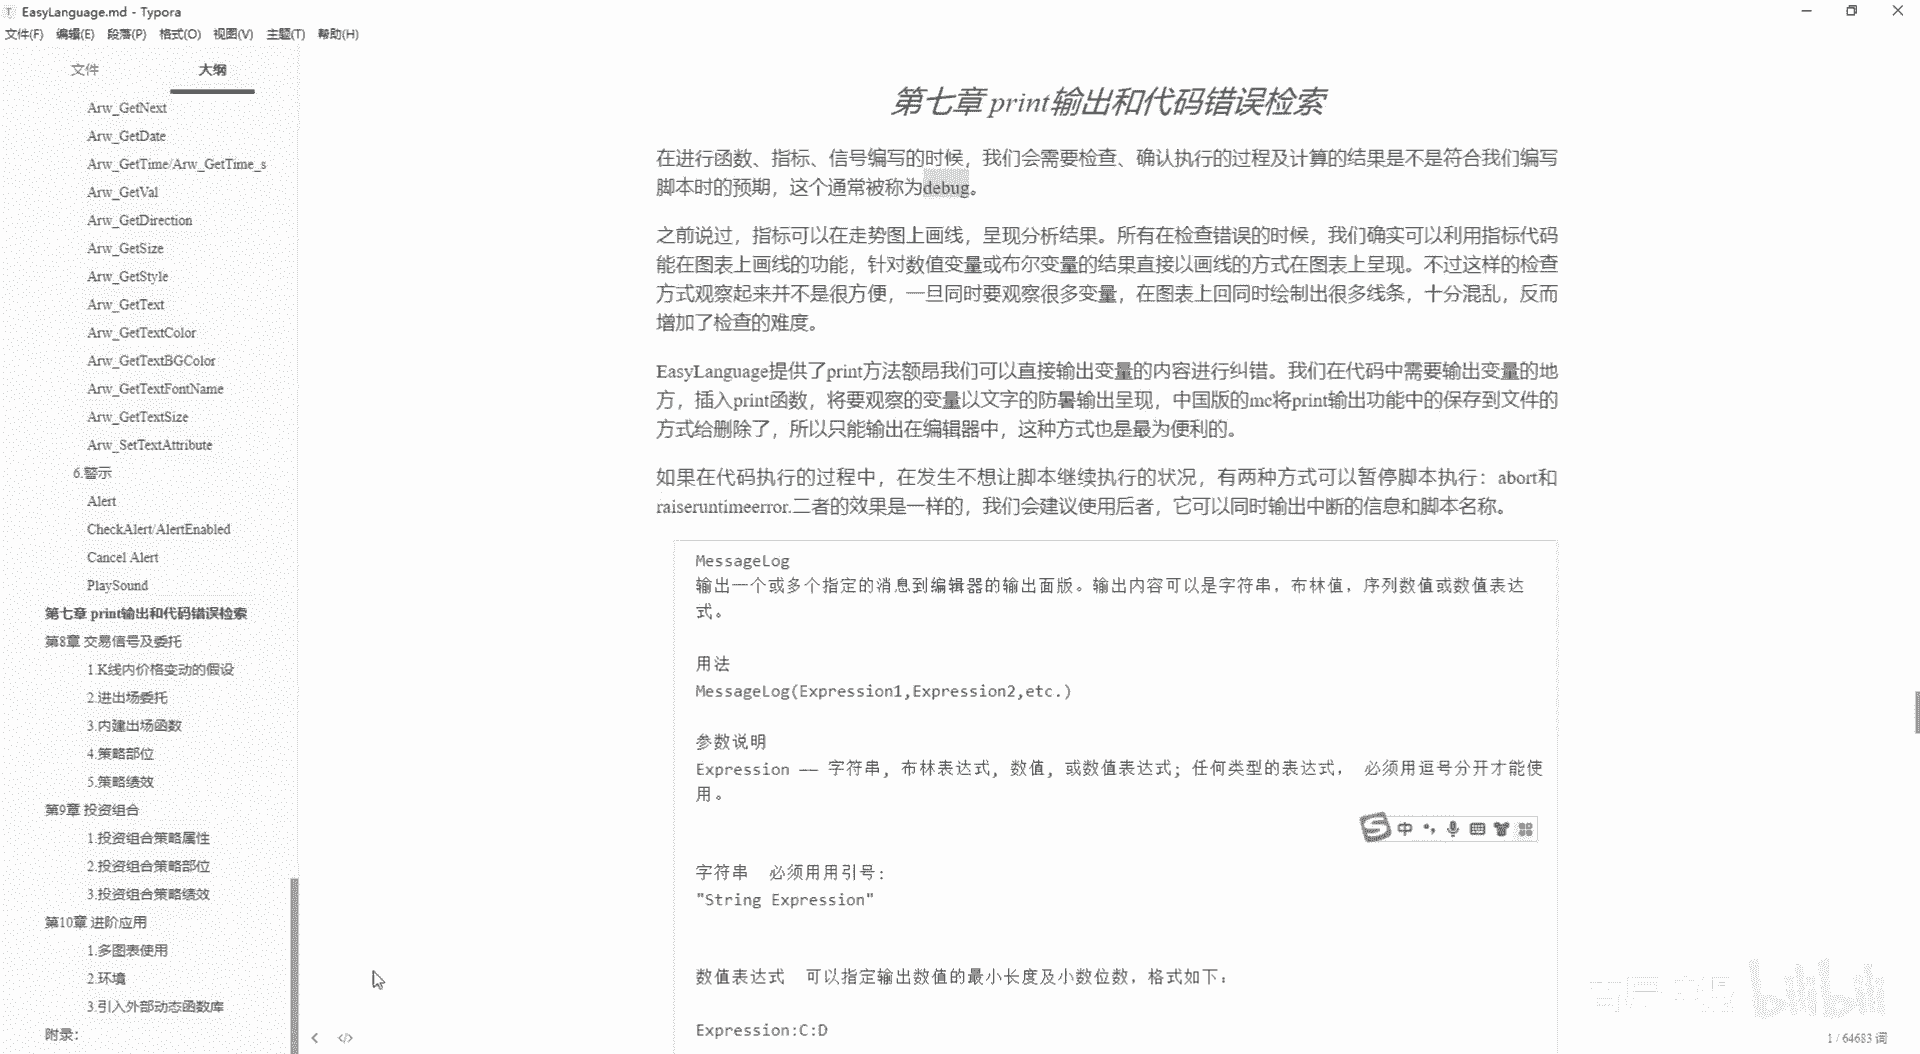 EasyLanguage.md - Typora
文件(F) 编辑(E) 段落(P) 格式(O) 视图(V) 主题(T) 帮助(H)
文件 大纲
Arw_GetNext
Arw_GetDate
Arw_GetTime/Arw_GetTime_s
Arw_GetVal
Arw_GetDirection
Arw_GetSize
Arw_GetStyle
Arw_GetText
Arw_GetTextColor
Arw_GetTextBGColor
Arw_GetTextFontName
Arw_GetTextSize
Arw_SetTextAttribute
6.警示
Alert
CheckAlert/AlertEnabled
Cancel Alert
PlaySound
第七章 print输出和代码错误检索
第8章 交易信号及委托
1.K线内价格变动的假设
2.进出场委托
3.内建出场函数
4.策略部位
5.策略绩效
第9章 投资组合
1.投资组合策略属性
2.投资组合策略部位
3.投资组合策略绩效
第10章 进阶应用
1.多图表使用
2.环境
3.引入外部动态函数库
附录:
第七章 print输出和代码错误检索
在进行函数、指标、信号编写的时候，我们会需要检查、确认执行的过程及计算的结果是不是符合我们编写
脚本时的预期，这个通常被称为debug。
之前说过，指标可以在走势图上画线，呈现分析结果。所有在检查错误的时候，我们确实可以利用指标代码
能在图表上画线的功能，针对数值变量或布尔变量的结果直接以画线的方式在图表上呈现。不过这样的检查
方式观察起来并不是很方便，一旦同时要观察很多变量，在图表上回同时绘制出很多线条，十分混乱，反而
增加了检查的难度。
EasyLanguage提供了print方法额昂我们可以直接输出变量的内容进行纠错。我们在代码中需要输出变量的地
方，插入print函数，将要观察的变量以文字的防暑输出呈现，中国版的mc将print输出功能中的保存到文件的
方式给删除了，所以只能输出在编辑器中，这种方式也是最为便利的。
如果在代码执行的过程中，在发生不想让脚本继续执行的状况，有两种方式可以暂停脚本执行：abort和
raiseruntimeerror.二者的效果是一样的，我们会建议使用后者，它可以同时输出中断的信息和脚本名称。
MessageLog
输出一个或多个指定的消息到编辑器的输出面版。输出内容可以是字符串，布林值，序列数值或数值表达
式。
用法
MessageLog(Expression1,Expression2,etc.)
参数说明
Expression —— 字符串, 布林表达式, 数值, 或数值表达式; 任何类型的表达式， 必须用逗号分开才能使
用。
中
字符串 必须用用引号:
"String Expression"
数值表达式 可以指定输出数值的最小长度及小数位数，格式如下:
Expression:C:D
bilibili
1 / 64683 词